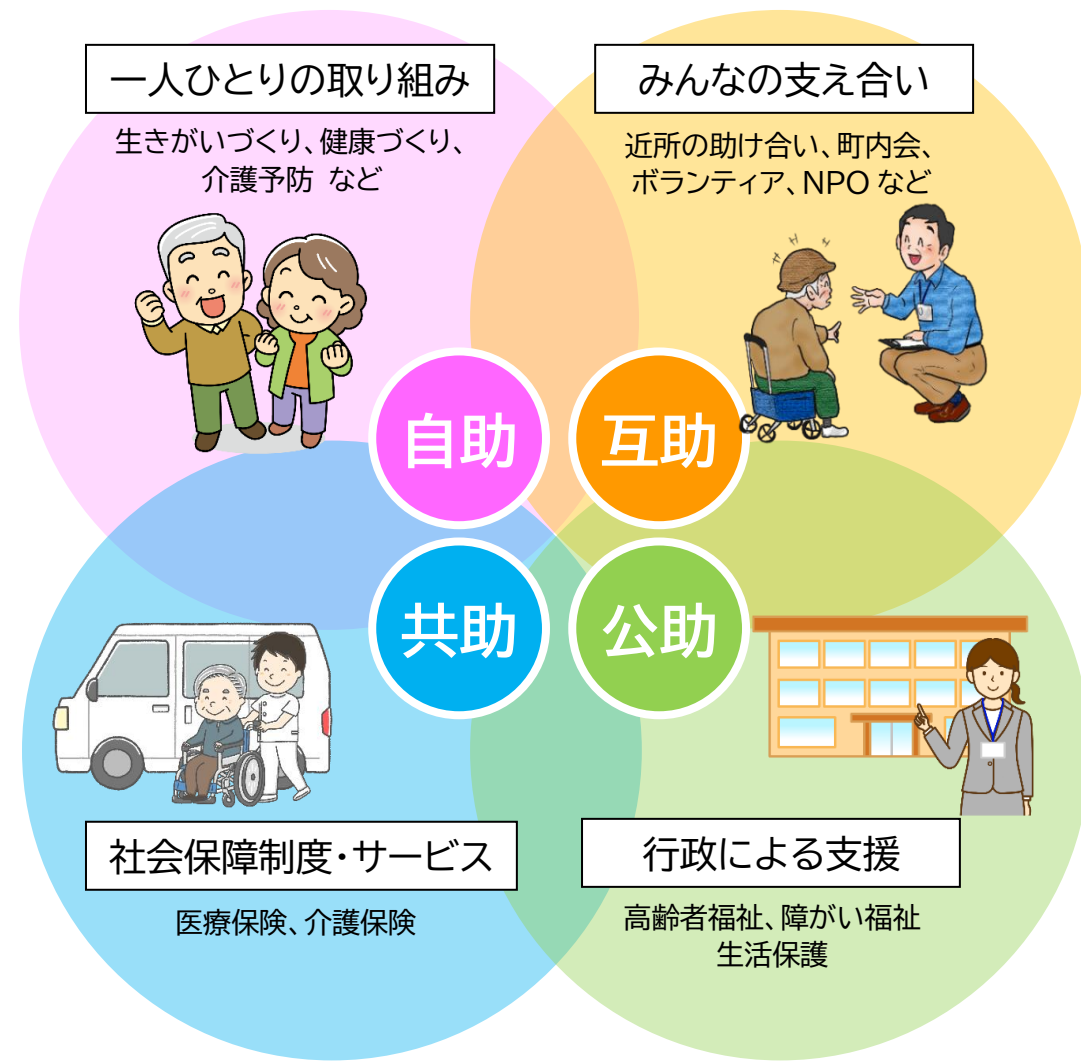 一人ひとりの取り組み
生きがいづくり、健康づくり、
介護予防 など
みんなの支え合い
近所の助け合い、町内会、
ボランティア、NPO など
自助
互助
共助
公助
社会保障制度・サービス
医療保険、介護保険
行政による支援
高齢者福祉、障がい福祉
生活保護